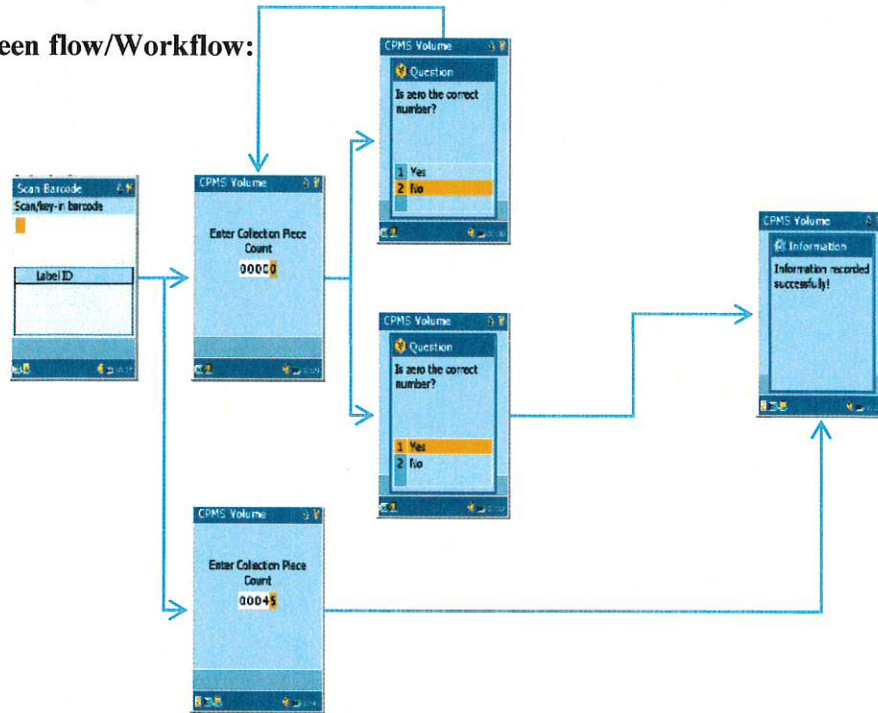 een flow/Workflow:
Scan Barcode
Scan/key-in barcode
Label ID
CPMS Volume
Enter Collection Piece
Count
00000
CPMS Volume
Question
Is zero the correct
number?
1 Yes
2 No
CPMS Volume
Question
Is zero the correct
number?
1 Yes
2 No
CPMS Volume
Enter Collection Piece
Count
00045
CPMS Volume
Information
Information recorded
successfully!